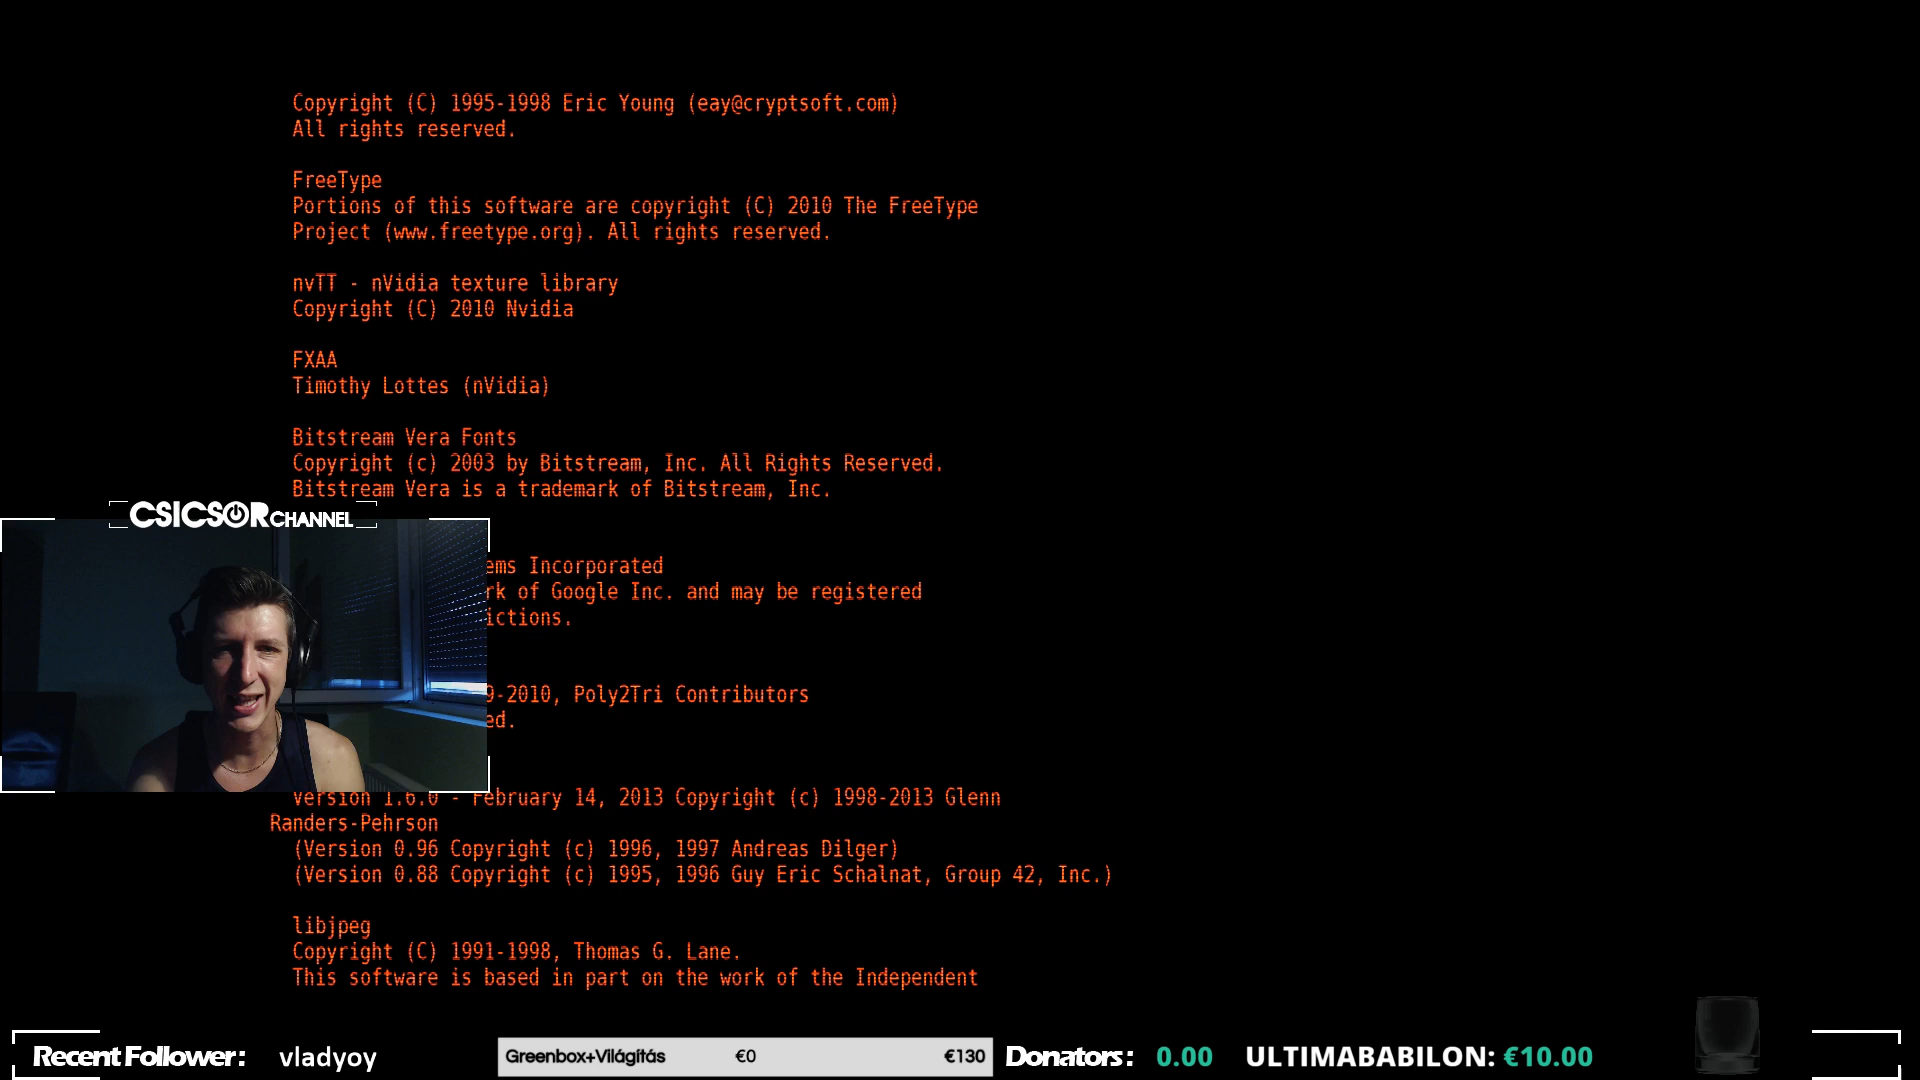 Copyright (C) 1995-1998 Eric Young (eay@cryptsoft.com)
All rights reserved.
FreeType
Portions of this software are copyright (C) 2010 The FreeType
Project (www.freetype.org). All rights reserved.
nvTT - nVidia texture library
Copyright (C) 2010 Nvidia
FXAA
Timothy Lottes (nVidia)
Bitstream Vera Fonts
Copyright (c) 2003 by Bitstream, Inc. All Rights Reserved.
Bitstream Vera is a trademark of Bitstream, Inc.
CSICSOR CHANNEL
ems Incorporated
rk of Google Inc. and may be registered
ictions.
-2010, Poly2Tri Contributors
ed.
Version 1.6.0 - February 14, 2013 Copyright (c) 1998-2013 Glenn
Randers-Pehrson
(Version 0.96 Copyright (c) 1996, 1997 Andreas Dilger)
(Version 0.88 Copyright (c) 1995, 1996 Guy Eric Schalnat, Group 42, Inc.)
libjpeg
Copyright (C) 1991-1998, Thomas G. Lane.
This software is based in part on the work of the Independent
Recent Follower: vladyoy Greenbox+Világítás €0 €130 Donators: 0.00 ULTIMABABILON: €10.00